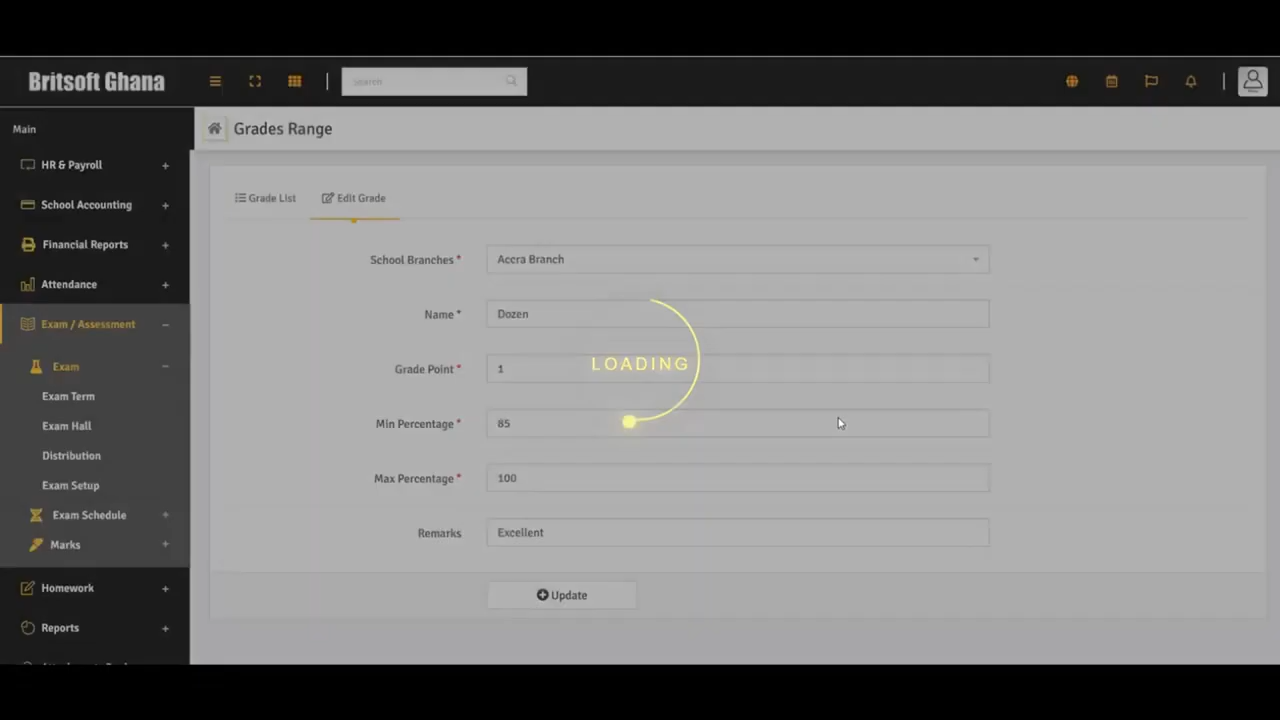 Britsoft Ghana
Search
Main
Grades Range
HR & Payroll +
School Accounting +
Financial Reports +
Attendance +
Exam / Assessment −
Exam −
Exam Term
Exam Hall
Distribution
Exam Setup
Exam Schedule +
Marks +
Homework +
Reports +
Grade List
Edit Grade
School Branches * Accra Branch
Name * Dozen
Grade Point * 1
LOADING
Min Percentage * 85
Max Percentage * 100
Remarks Excellent
Update